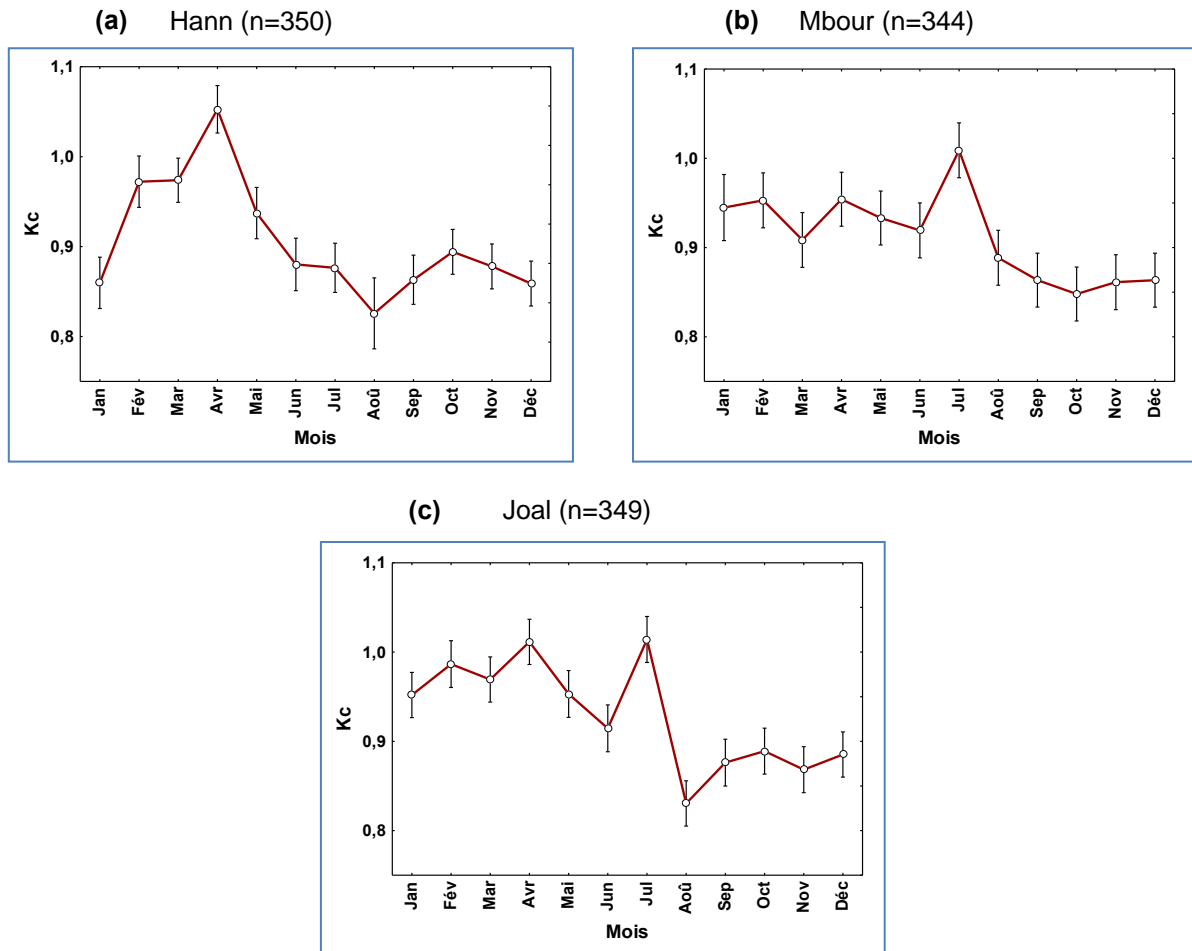 (a) Hann (n=350)
Kc
1,1
1,0
0,9
0,8
Jan Fév Mar Avr Mai Jun Jul Aoû Sep Oct Nov Déc
Mois
(b) Mbour (n=344)
Kc
1,1
1,0
0,9
0,8
Jan Fév Mar Avr Mai Jun Jul Aoû Sep Oct Nov Déc
Mois
(c) Joal (n=349)
Kc
1,1
1,0
0,9
0,8
Jan Fév Mar Avr Mai Jun Jul Aoû Sep Oct Nov Déc
Mois